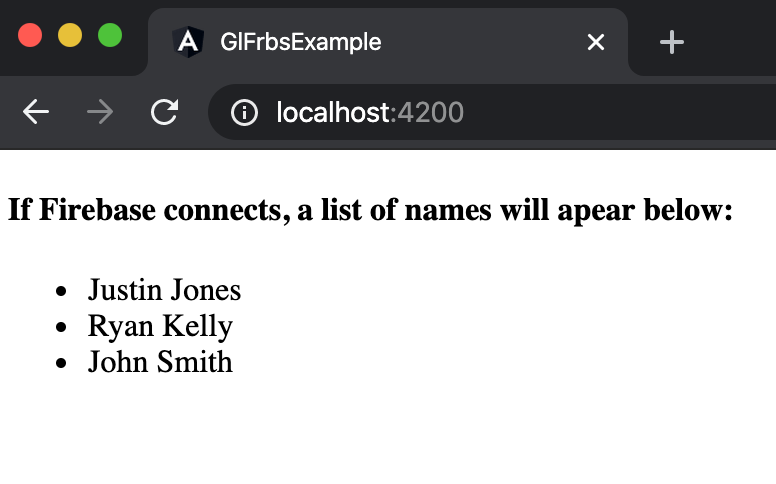 GlFrbsExample
localhost:4200
If Firebase connects, a list of names will apear below:
Justin Jones
Ryan Kelly
John Smith